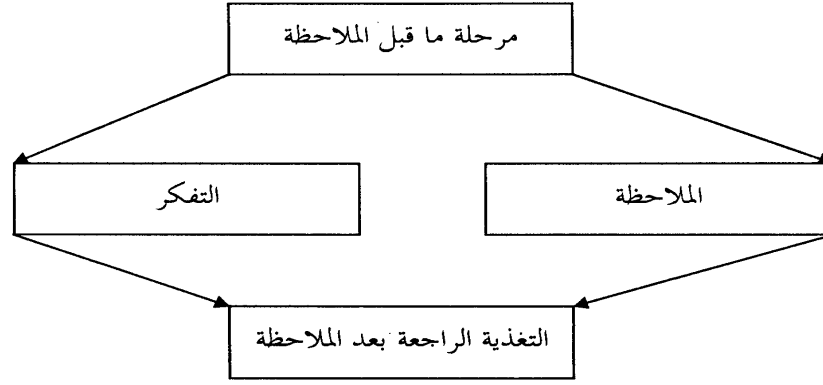 مرحلة ما قبل الملاحظة
الملاحظة
التفكر
التغذية الراجعة بعد الملاحظة